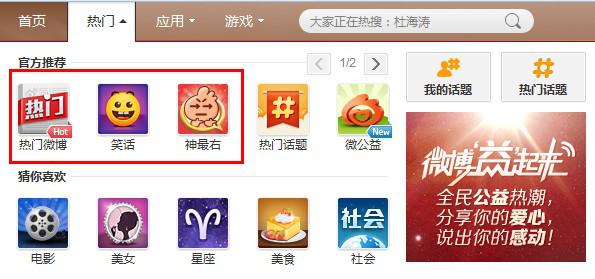 首页 热门 应用 游戏 大家正在热搜：杜海涛
官方推荐 1/2
热门
Hot
New
热门微博 笑话 神最右 热门话题 微公益
猜你喜欢
社会
电影 美女 星座 美食 社会
我的话题 热门话题
微博益起来
全民公益热潮，
分享你的爱心，
说出你的感动！